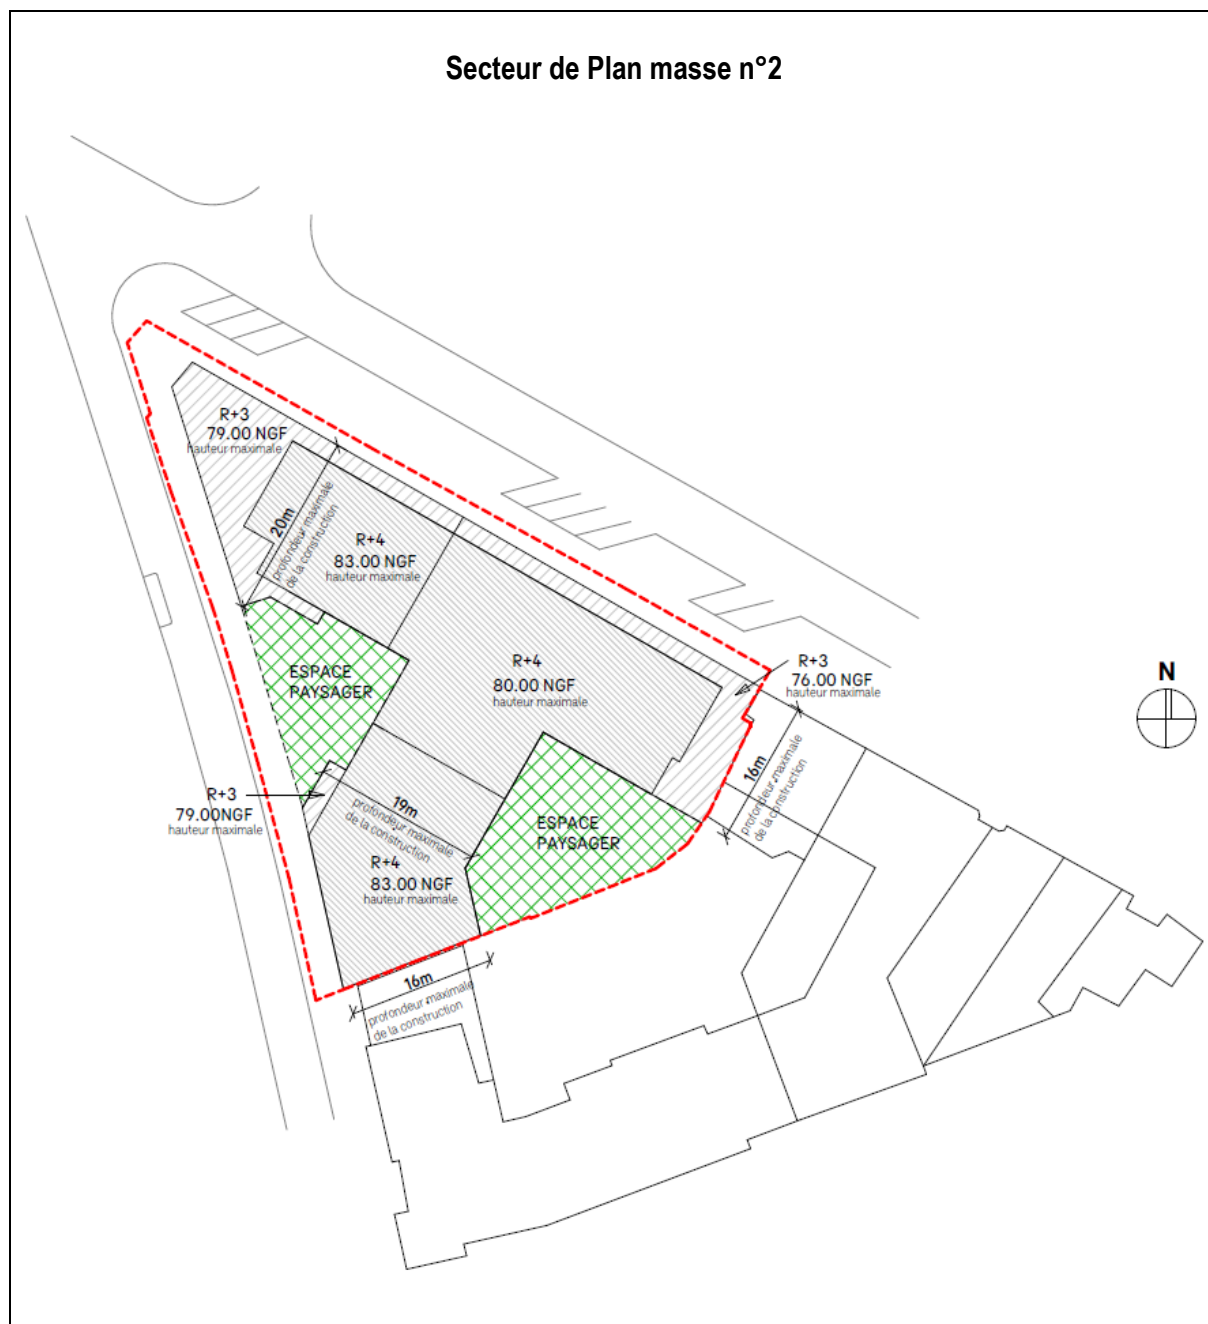 Secteur de Plan masse n°2
R+3
79.00 NGF
hauteur maximale
20m
profondeur maximale
de la construction
R+4
83.00 NGF
hauteur maximale
ESPACE
PAYSAGER
R+4
80.00 NGF
hauteur maximale
R+3
76.00 NGF
hauteur maximale
N
16m
profondeur maximale
de la construction
R+3
79.00NGF
hauteur maximale
19m
profondeur maximale
de la construction
ESPACE
PAYSAGER
R+4
83.00 NGF
hauteur maximale
16m
profondeur maximale
de la construction